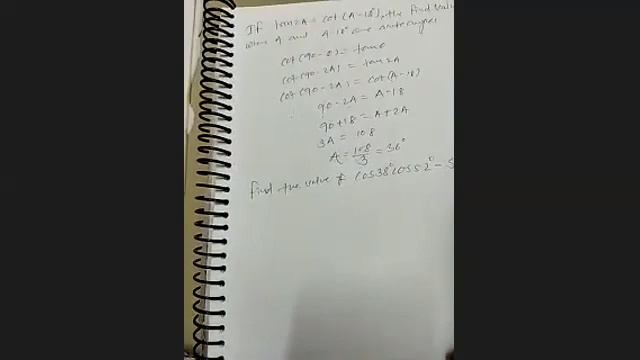 If tan2A = cot (A-18°), the find value
when A and A-18° are acute angles
cot (90-θ) = tanθ
cot (90-2A) = tan2A
cot (90-2A) = cot (A-18)
∴ 90-2A = A-18
90+18 = A+2A
3A = 108
A = 108/3 = 36°
find the value of cos38° cos52° -